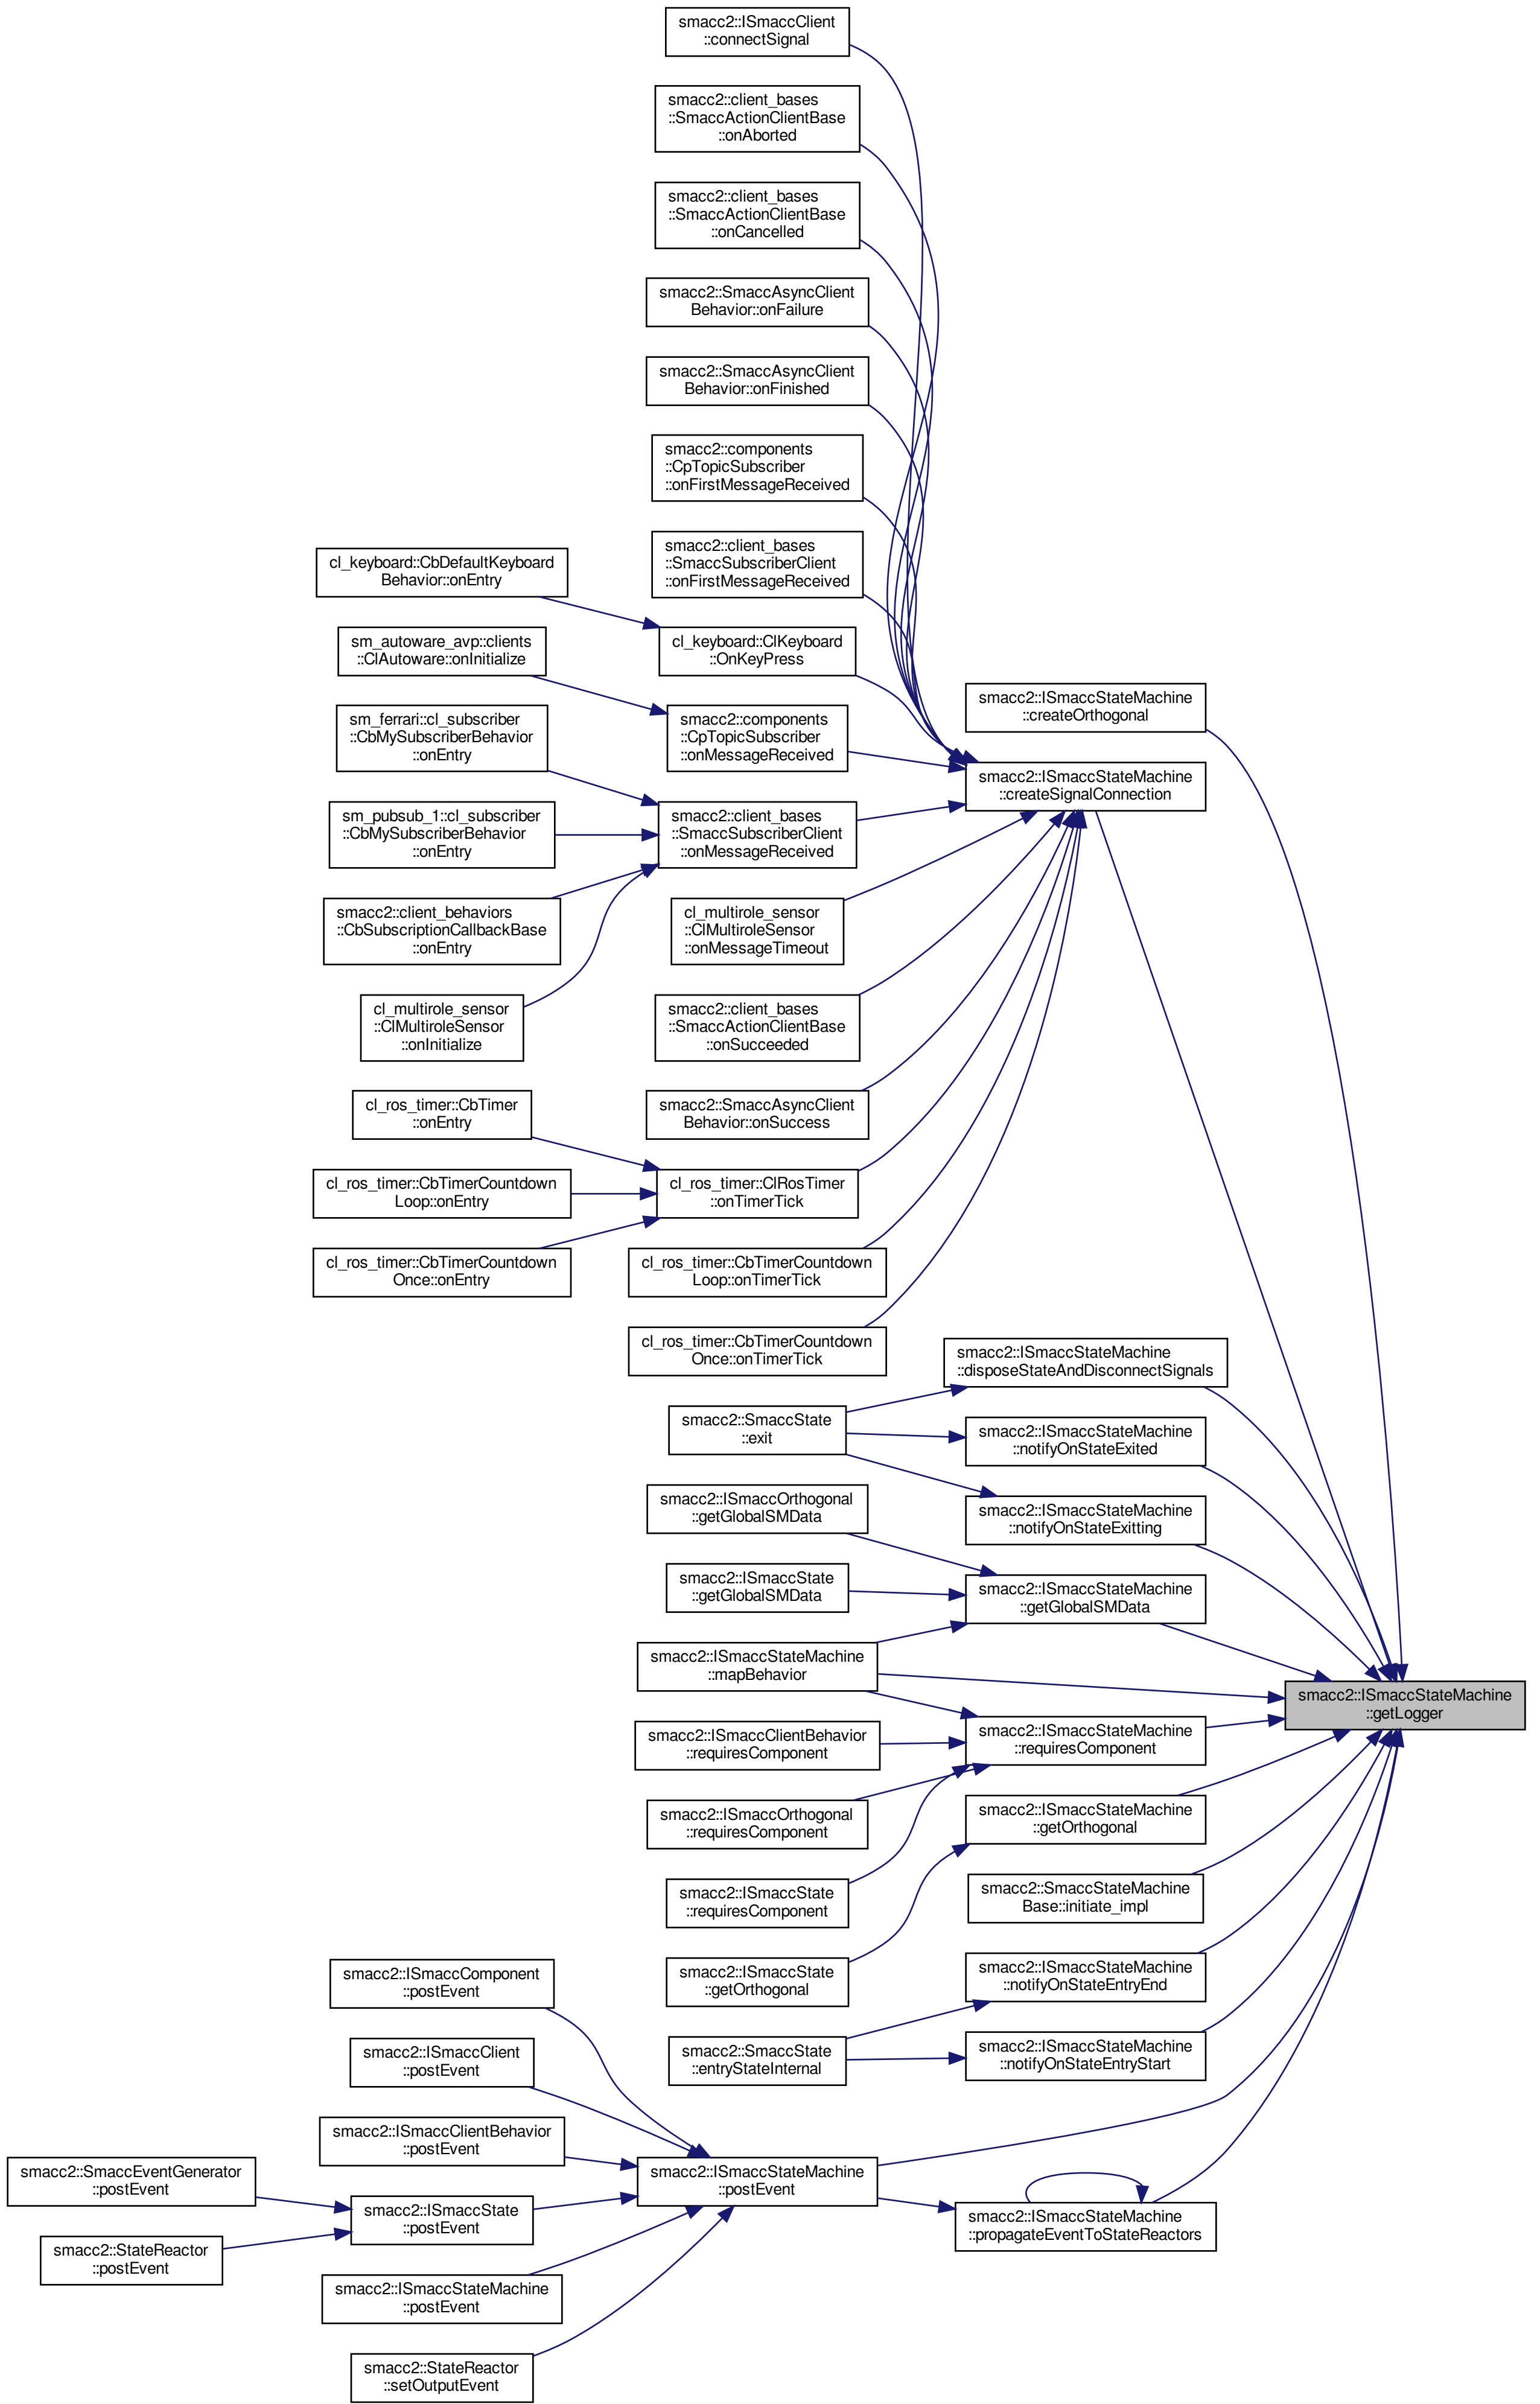 smacc2::ISmaccClient
::connectSignal
smacc2::client_bases
::SmaccActionClientBase
::onAborted
smacc2::client_bases
::SmaccActionClientBase
::onCancelled
smacc2::SmaccAsyncClient
Behavior::onFailure
smacc2::SmaccAsyncClient
Behavior::onFinished
smacc2::components
::CpTopicSubscriber
::onFirstMessageReceived
smacc2::client_bases
::SmaccSubscriberClient
::onFirstMessageReceived
cl_keyboard::CbDefaultKeyboard
Behavior::onEntry
cl_keyboard::ClKeyboard
::OnKeyPress
sm_autoware_avp::clients
::ClAutoware::onInitialize
smacc2::ISmaccStateMachine
::createOrthogonal
sm_ferrari::cl_subscriber
::CbMySubscriberBehavior
::onEntry
smacc2::components
::CpTopicSubscriber
::onMessageReceived
smacc2::ISmaccStateMachine
::createSignalConnection
sm_pubsub_1::cl_subscriber
::CbMySubscriberBehavior
::onEntry
smacc2::client_bases
::SmaccSubscriberClient
::onMessageReceived
smacc2::client_behaviors
::CbSubscriptionCallbackBase
::onEntry
cl_multirole_sensor
::ClMultiroleSensor
::onMessageTimeout
cl_multirole_sensor
::ClMultiroleSensor
::onInitialize
smacc2::client_bases
::SmaccActionClientBase
::onSucceeded
cl_ros_timer::CbTimer
::onEntry
smacc2::SmaccAsyncClient
Behavior::onSuccess
cl_ros_timer::CbTimerCountdown
Loop::onEntry
cl_ros_timer::ClRosTimer
::onTimerTick
cl_ros_timer::CbTimerCountdown
Once::onEntry
cl_ros_timer::CbTimerCountdown
Loop::onTimerTick
cl_ros_timer::CbTimerCountdown
Once::onTimerTick
smacc2::ISmaccStateMachine
::disposeStateAndDisconnectSignals
smacc2::SmaccState
::exit
smacc2::ISmaccStateMachine
::notifyOnStateExited
smacc2::ISmaccOrthogonal
::getGlobalSMData
smacc2::ISmaccStateMachine
::notifyOnStateExitting
smacc2::ISmaccState
::getGlobalSMData
smacc2::ISmaccStateMachine
::getGlobalSMData
smacc2::ISmaccStateMachine
::mapBehavior
smacc2::ISmaccStateMachine
::getLogger
smacc2::ISmaccClientBehavior
::requiresComponent
smacc2::ISmaccStateMachine
::requiresComponent
smacc2::ISmaccOrthogonal
::requiresComponent
smacc2::ISmaccStateMachine
::getOrthogonal
smacc2::ISmaccState
::requiresComponent
smacc2::SmaccStateMachine
Base::initiate_impl
smacc2::ISmaccState
::getOrthogonal
smacc2::ISmaccStateMachine
::notifyOnStateEntryEnd
smacc2::ISmaccComponent
::postEvent
smacc2::SmaccState
::entryStateInternal
smacc2::ISmaccStateMachine
::notifyOnStateEntryStart
smacc2::ISmaccClient
::postEvent
smacc2::ISmaccClientBehavior
::postEvent
smacc2::SmaccEventGenerator
::postEvent
smacc2::ISmaccStateMachine
::postEvent
smacc2::ISmaccState
::postEvent
smacc2::ISmaccStateMachine
::propagateEventToStateReactors
smacc2::StateReactor
::postEvent
smacc2::ISmaccStateMachine
::postEvent
smacc2::StateReactor
::setOutputEvent